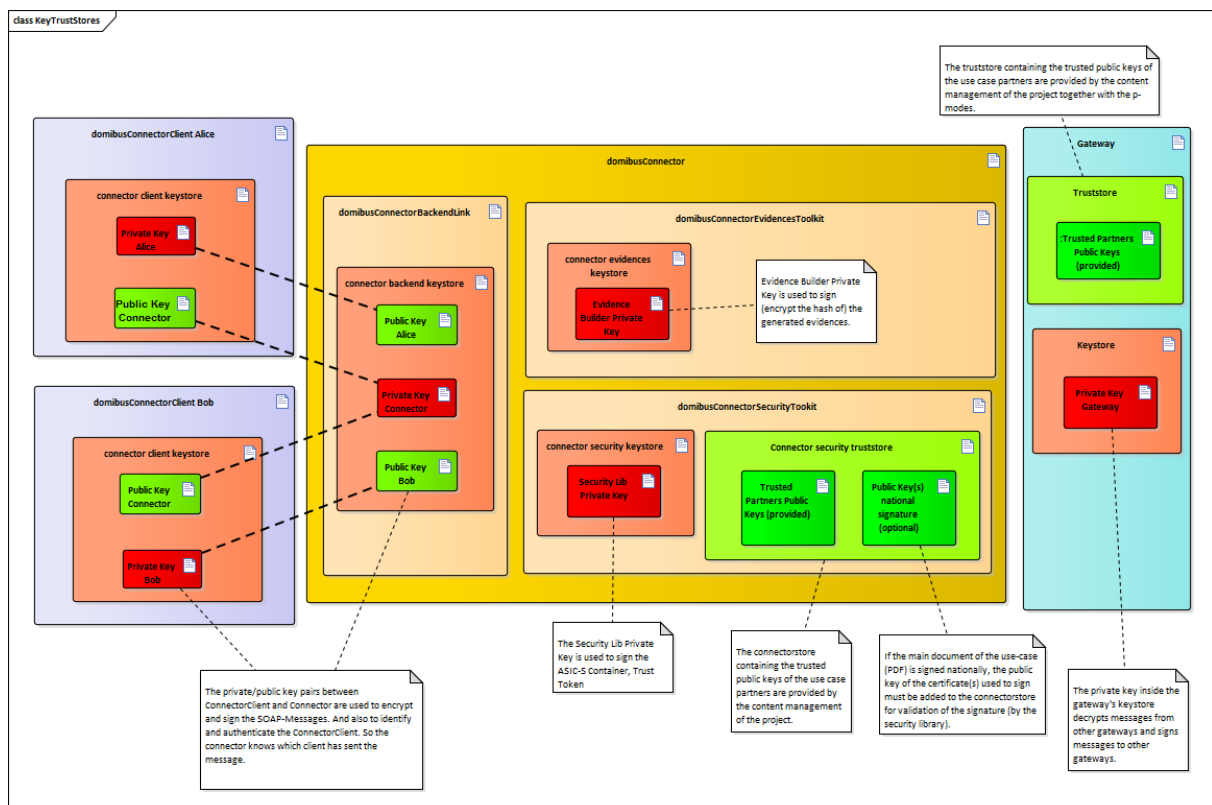 class KeyTrustStores
The truststore containing the trusted public keys of
the use case partners are provided by the content
management of the project together with the p-
modes.
domibusConnectorClient Alice
connector client keystore
Private Key
Alice
Public Key
Connector
domibusConnectorClient Bob
connector client keystore
Public Key
Connector
Private Key
Bob
domibusConnector
domibusConnectorBackendLink
connector backend keystore
Public Key
Alice
Private Key
Connector
Public Key
Bob
domibusConnectorEvidencesToolkit
connector evidences
keystore
Evidence
Builder Private
Key
Evidence Builder Private
Key is used to sign
(encrypt the hash of) the
generated evidences.
domibusConnectorSecurityTookit
connector security keystore
Security Lib
Private Key
Connector security truststore
Trusted
Partners Public
Keys (provided)
Public Key(s)
national
signature
(optional)
Gateway
Truststore
:Trusted Partners
Public Keys
(provided)
Keystore
Private Key
Gateway
The private/public key pairs between
ConnectorClient and Connector are used to encrypt
and sign the SOAP-Messages. And also to identify
and authenticate the ConnectorClient. So the
connector knows which client has sent the
message.
The Security Lib Private
Key is used to sign the
ASIC-S Container, Trust
Token
The connectorstore
containing the trusted
public keys of the use case
partners are provided by
the content management
of the project.
If the main document of the use-case
(PDF) is signed nationally, the public
key of the certificate(s) used to sign
must be added to the connectorstore
for validation of the signature (by the
security library).
The private key inside the
gateway's keystore
decrypts messages from
other gateways and signs
messages to other
gateways.